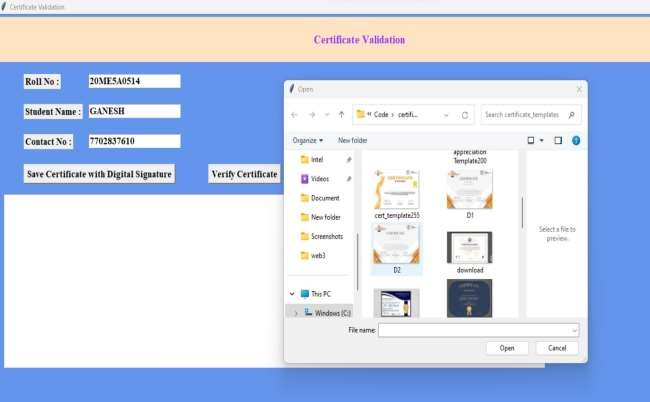 Certificate Validation
Certificate Validation
Roll No :
20ME5A0514
Student Name :
GANESH
Contact No :
7702837610
Save Certificate with Digital Signature
Verify Certificate
Open
« Code › certifi...
Search certificate_templates
Organize
New folder
Intel
Videos
Document
New folder
Screenshots
web3
This PC
Windows (C:)
appreciation
Template200
cert_template255
D1
D2
download
Select a file to
preview.
File name:
Open
Cancel